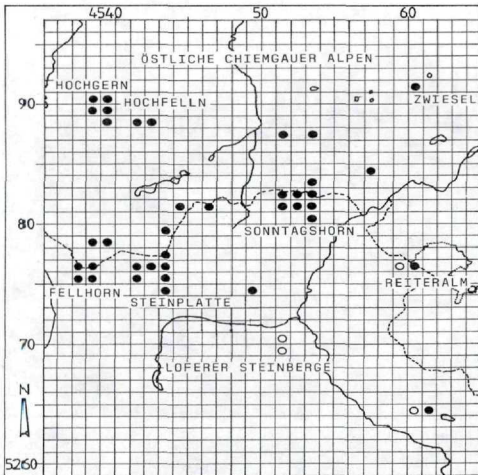 4540 50 60
ÖSTLICHE CHIEMGAUER ALPEN
HOCHGERN
90 HOCHFELLN ZWIESEL
80
SONNTAGSHORN
FELLHORN REITERALM
STEINPLATTE
70
LOFERER STEINBERGE
N
5260